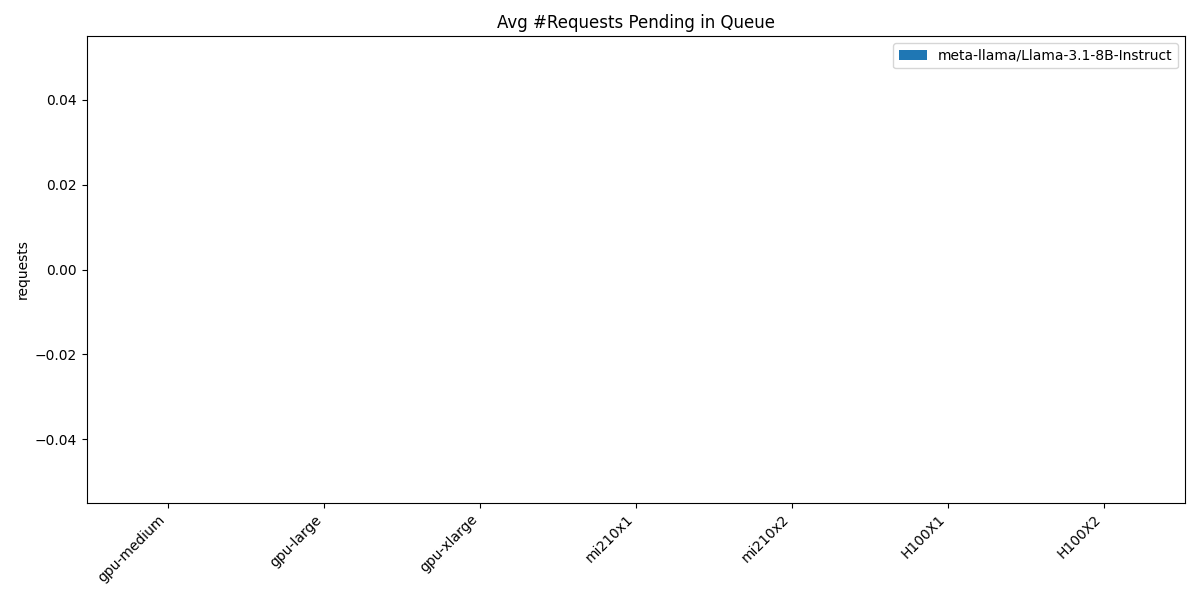 Avg #Requests Pending in Queue
meta-llama/Llama-3.1-8B-Instruct
requests
0.04
0.02
0.00
−0.02
−0.04
gpu-medium
gpu-large
gpu-xlarge
mi210x1
mi210x2
H100X1
H100X2